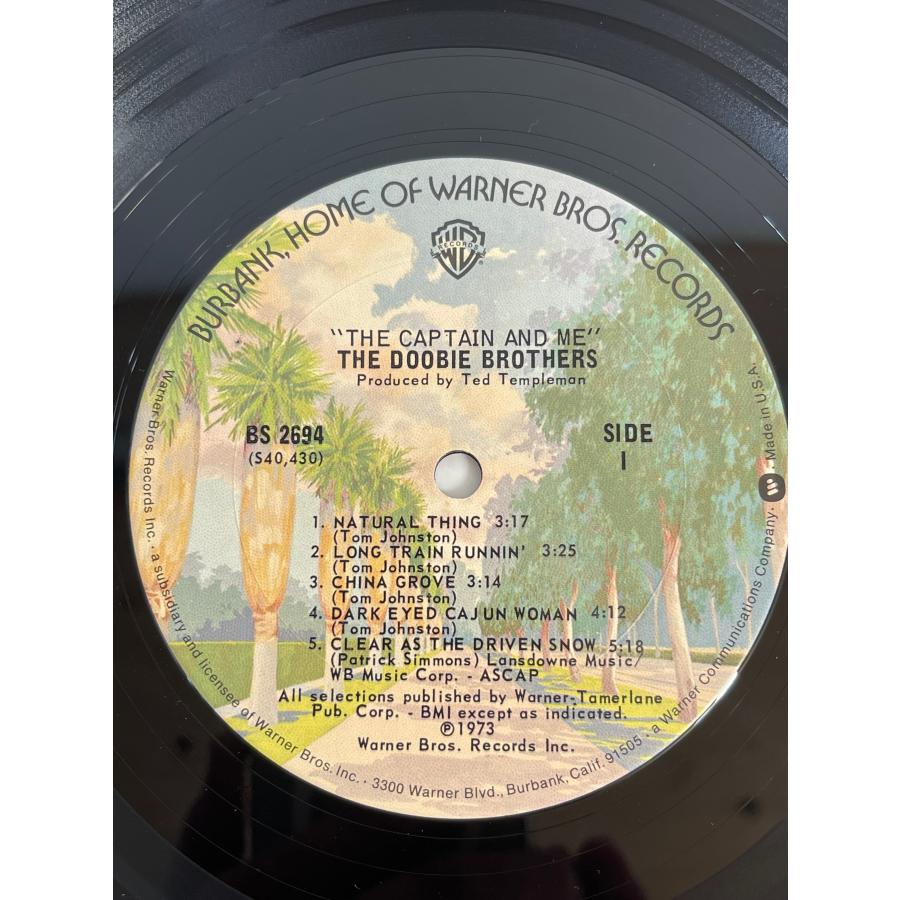 BURBANK, HOME OF WARNER BROS. RECORDS
WB
RECORDS
®
"THE CAPTAIN AND ME"
THE DOOBIE BROTHERS
Produced by Ted Templeman
BS 2694
(S40,430)
SIDE
1
1. NATURAL THING 3:17
(Tom Johnston)
2. LONG TRAIN RUNNIN' 3:25
(Tom Johnston)
3. CHINA GROVE 3:14
(Tom Johnston)
4. DARK EYED CAJUN WOMAN 4:12
(Tom Johnston)
5. CLEAR AS THE DRIVEN SNOW 5:18
(Patrick Simmons) Lansdowne Music/
WB Music Corp. - ASCAP
All selections published by Warner-Tamerlane
Pub. Corp. - BMI except as indicated.
℗1973
Warner Bros. Records Inc.
Warner Bros. Records Inc. · a subsidiary and licensee of Warner Bros. Inc. · 3300 Warner Blvd., Burbank, Calif. 91505 · a Warner Communications Company. Made in U.S.A.